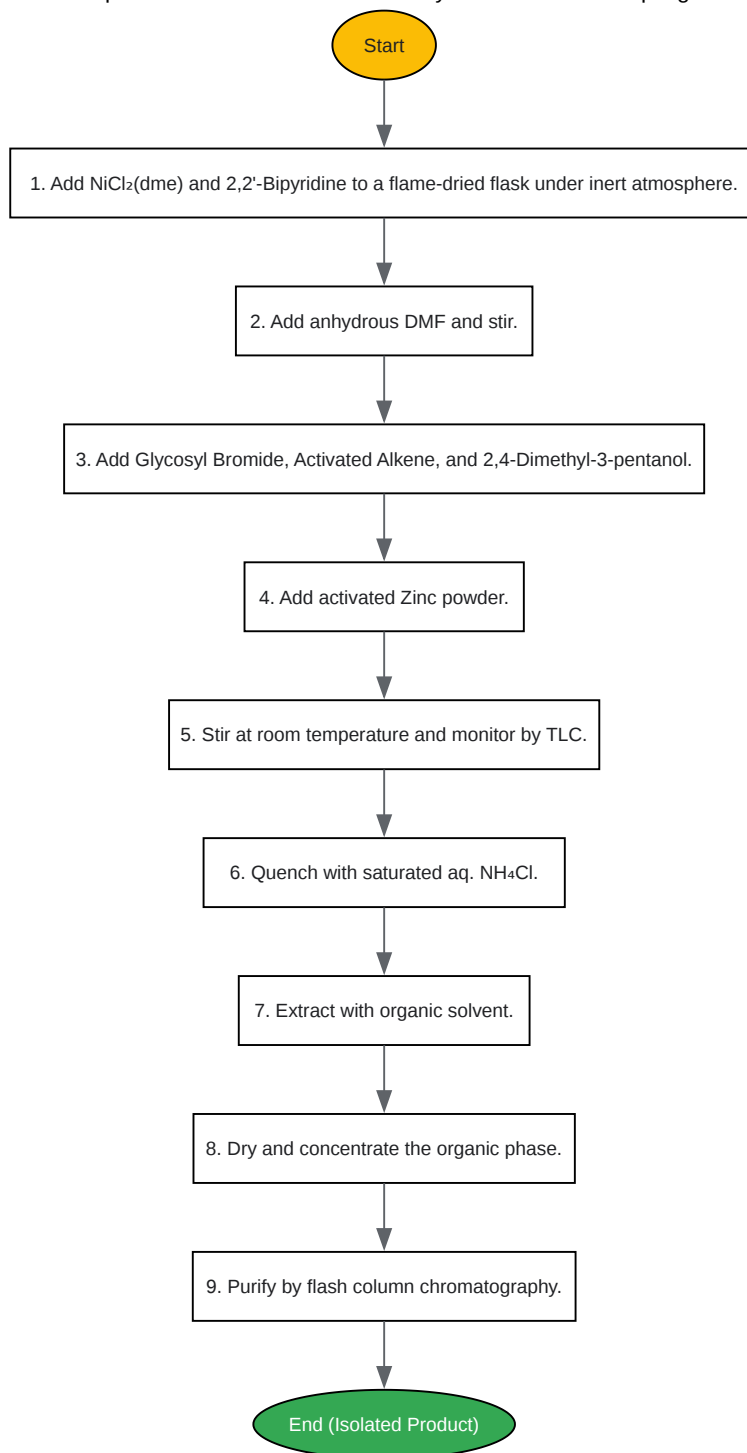 Start
1. Add NiCl₂(dme) and 2,2'-Bipyridine to a flame-dried flask under inert atmosphere.
2. Add anhydrous DMF and stir.
3. Add Glycosyl Bromide, Activated Alkene, and 2,4-Dimethyl-3-pentanol.
4. Add activated Zinc powder.
5. Stir at room temperature and monitor by TLC.
6. Quench with saturated aq. NH₄Cl.
7. Extract with organic solvent.
8. Dry and concentrate the organic phase.
9. Purify by flash column chromatography.
End (Isolated Product)